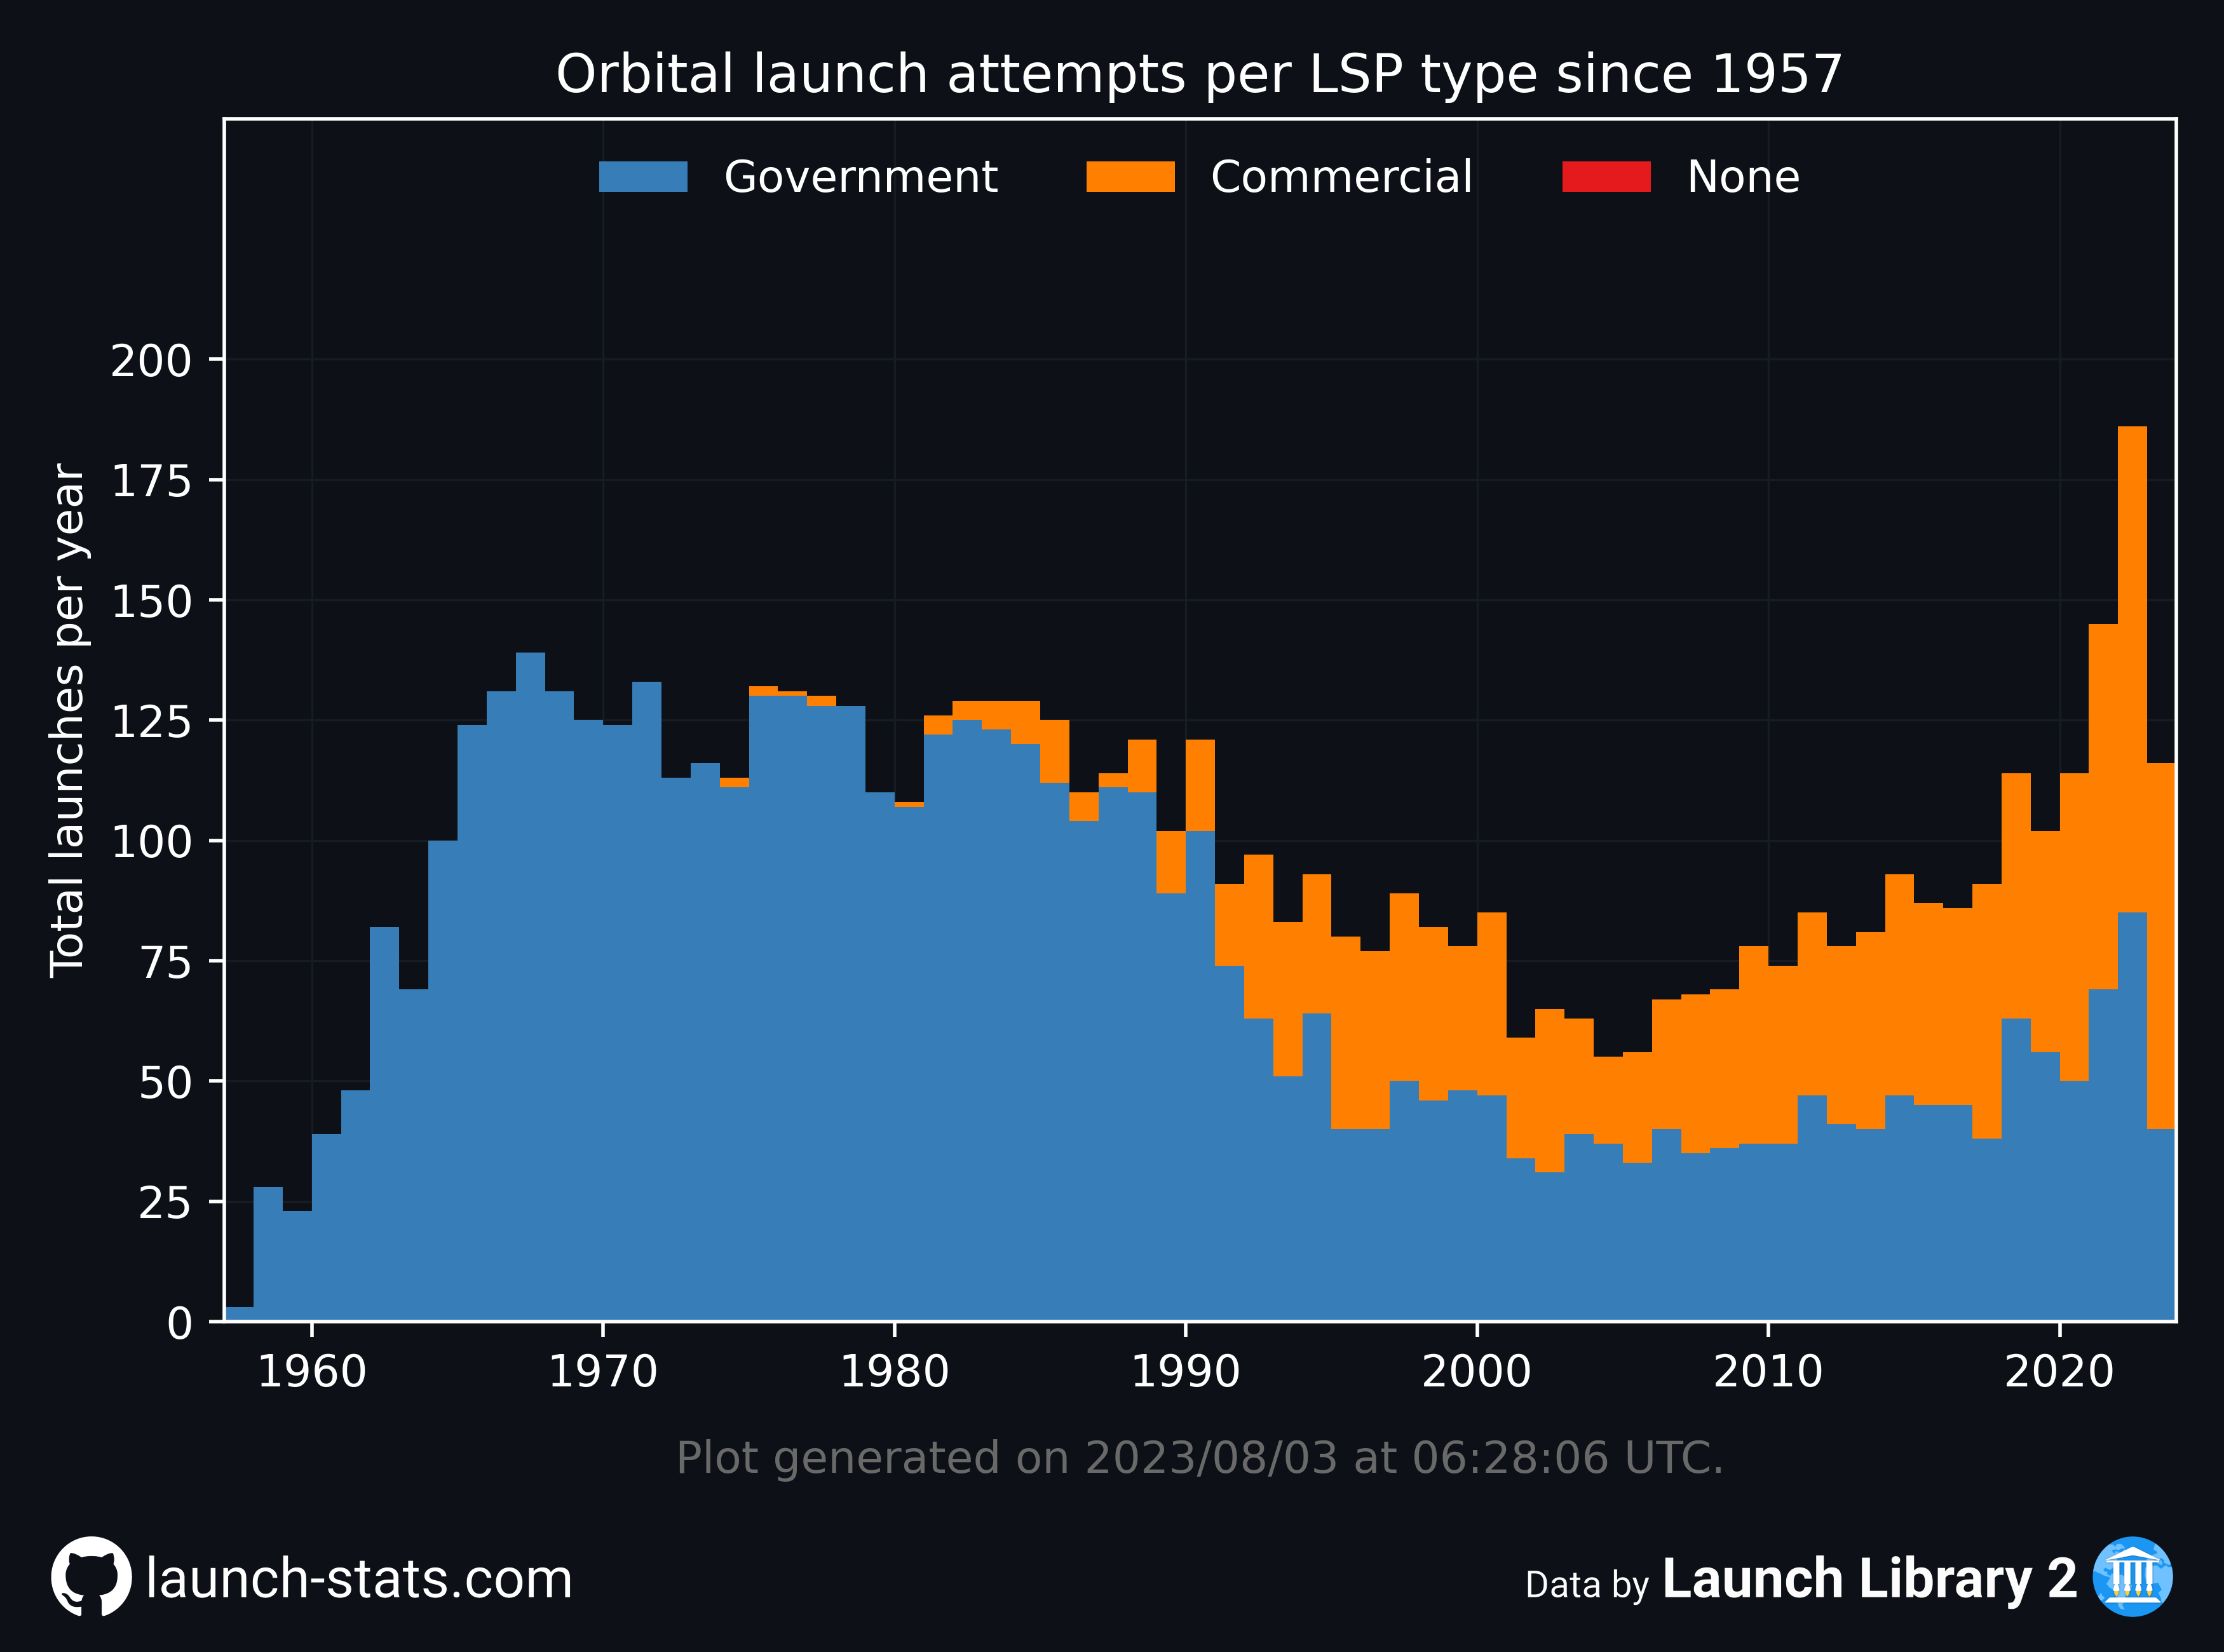 Orbital launch attempts per LSP type since 1957
Government Commercial None
Total launches per year
200
175
150
125
100
75
50
25
0
1960 1970 1980 1990 2000 2010 2020
Plot generated on 2023/08/03 at 06:28:06 UTC.
launch-stats.com
Data by Launch Library 2